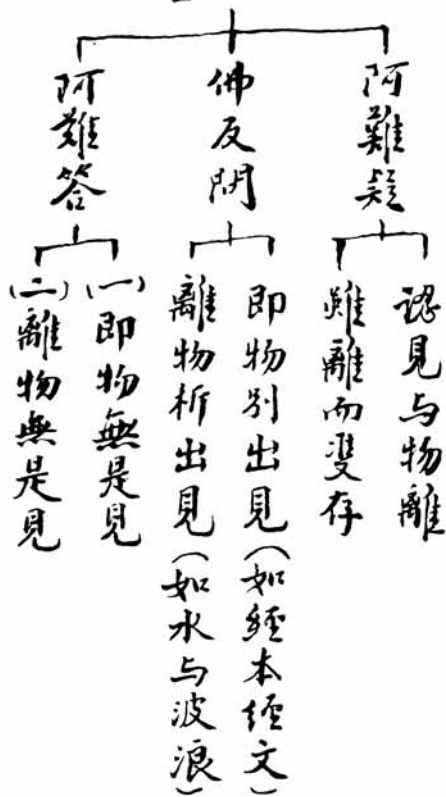 阿難疑
認見与物離
雖離而雙存
佛反問
即物別出見(如經本經文)
離物析出見(如水与波浪)
阿難答
(一)即物無是見
(二)離物無是見